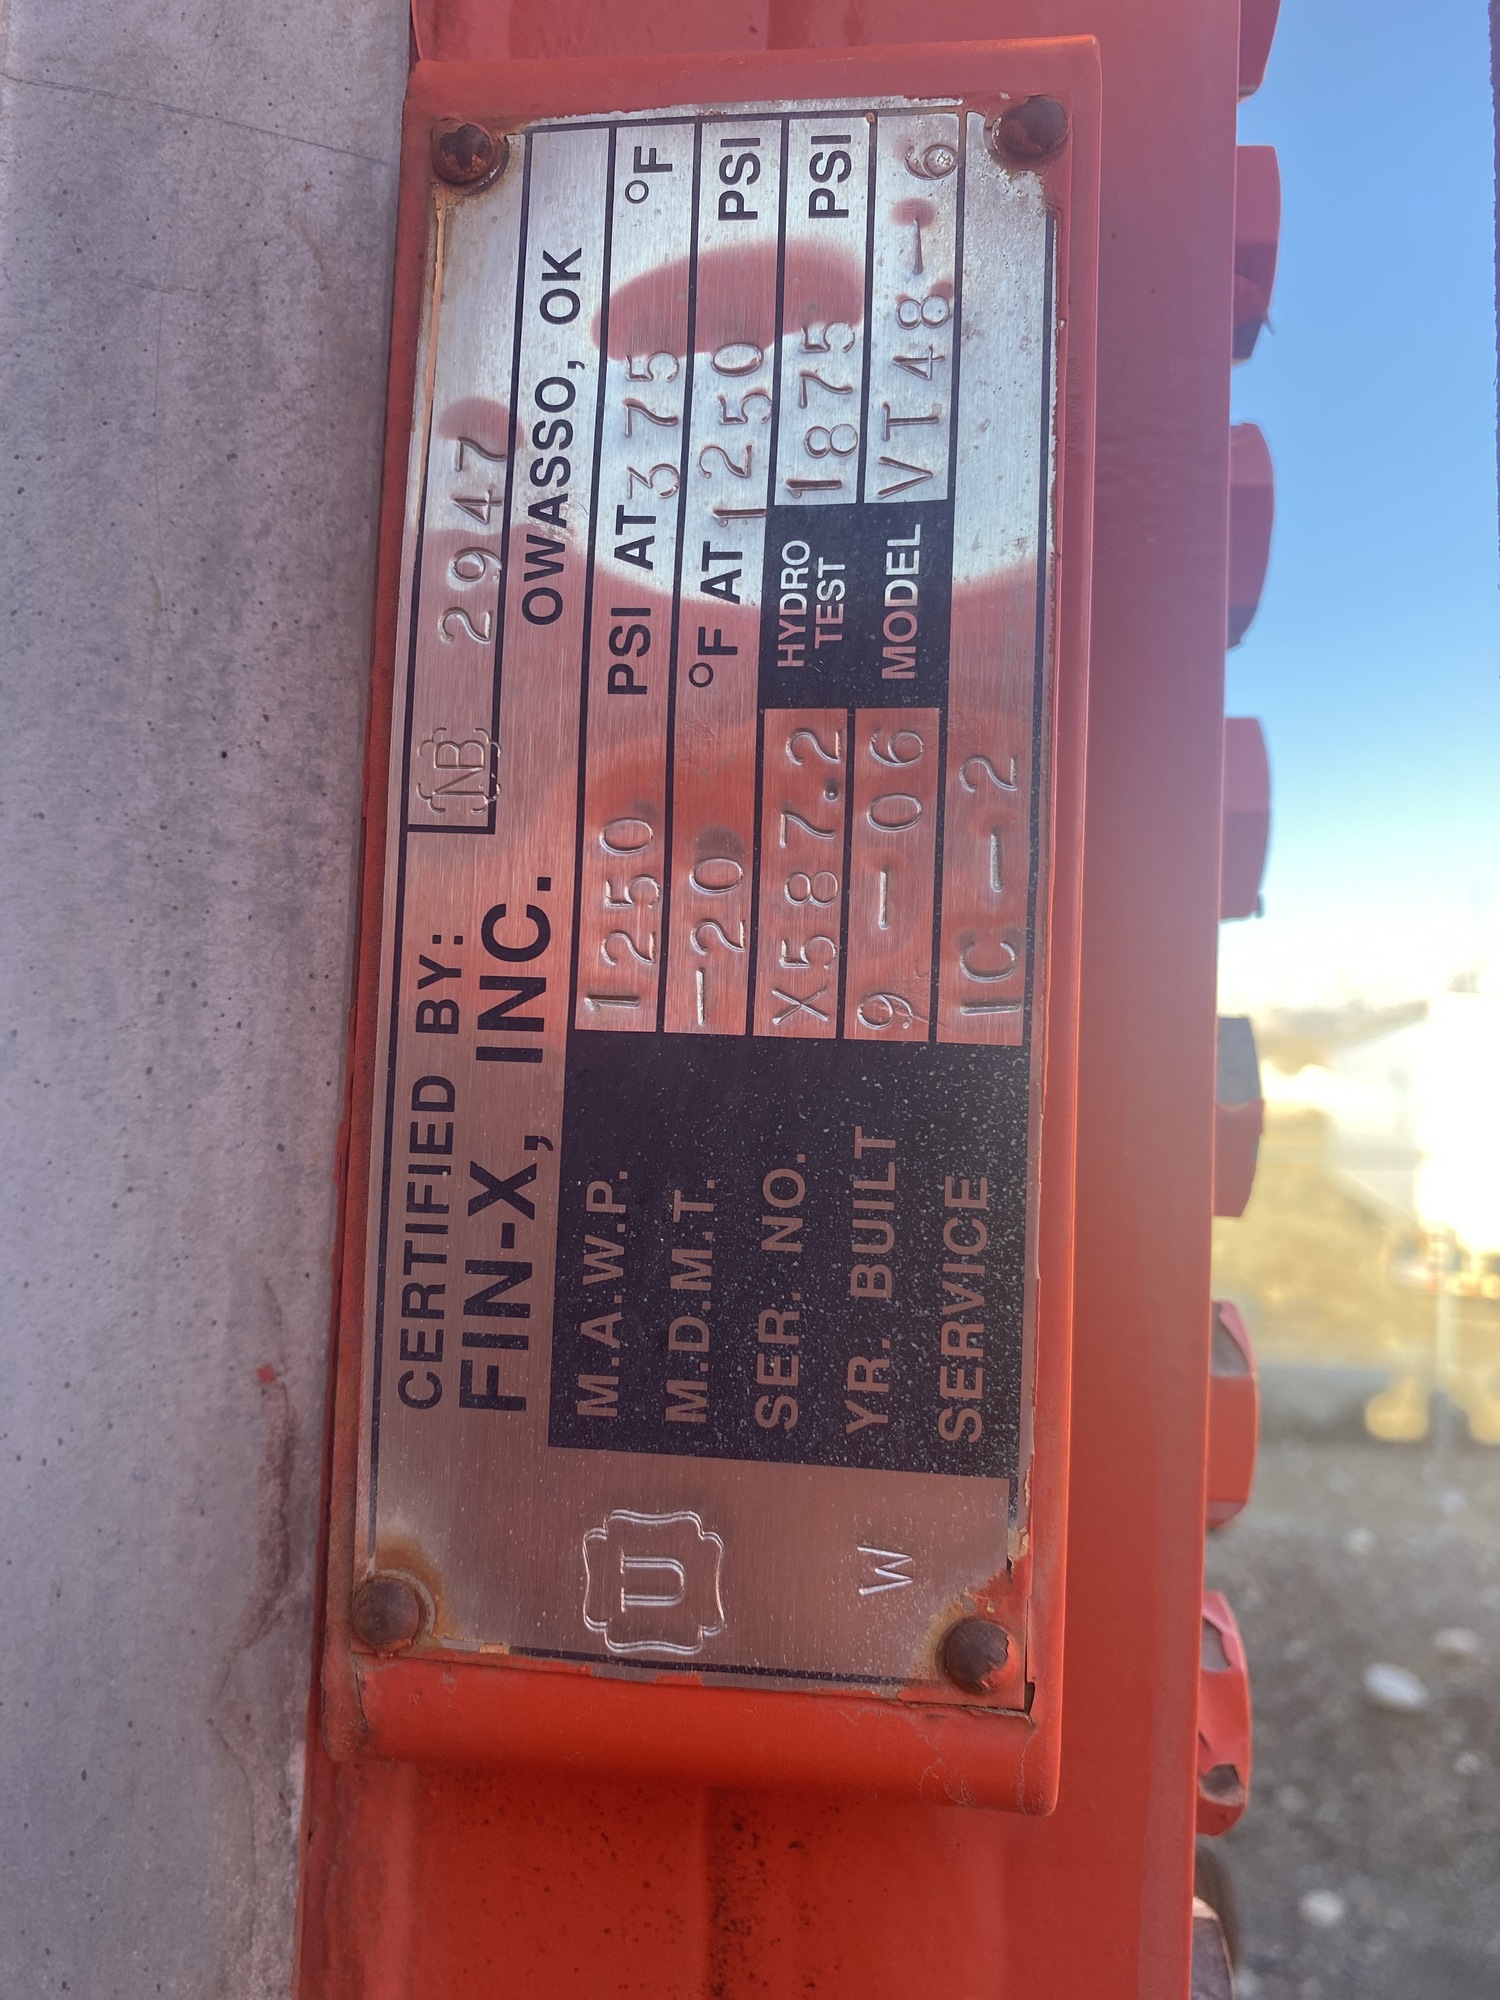 CERTIFIED BY: NB 2947
FIN-X, INC. OWASSO, OK
M.A.W.P. 1250 PSI AT 375 °F
M.D.M.T. -20 °F AT 1250 PSI
SER. NO. X587.2 HYDRO TEST 1875 PSI
YR. BUILT 9-06 MODEL VT48-6
SERVICE IC-2
U
W